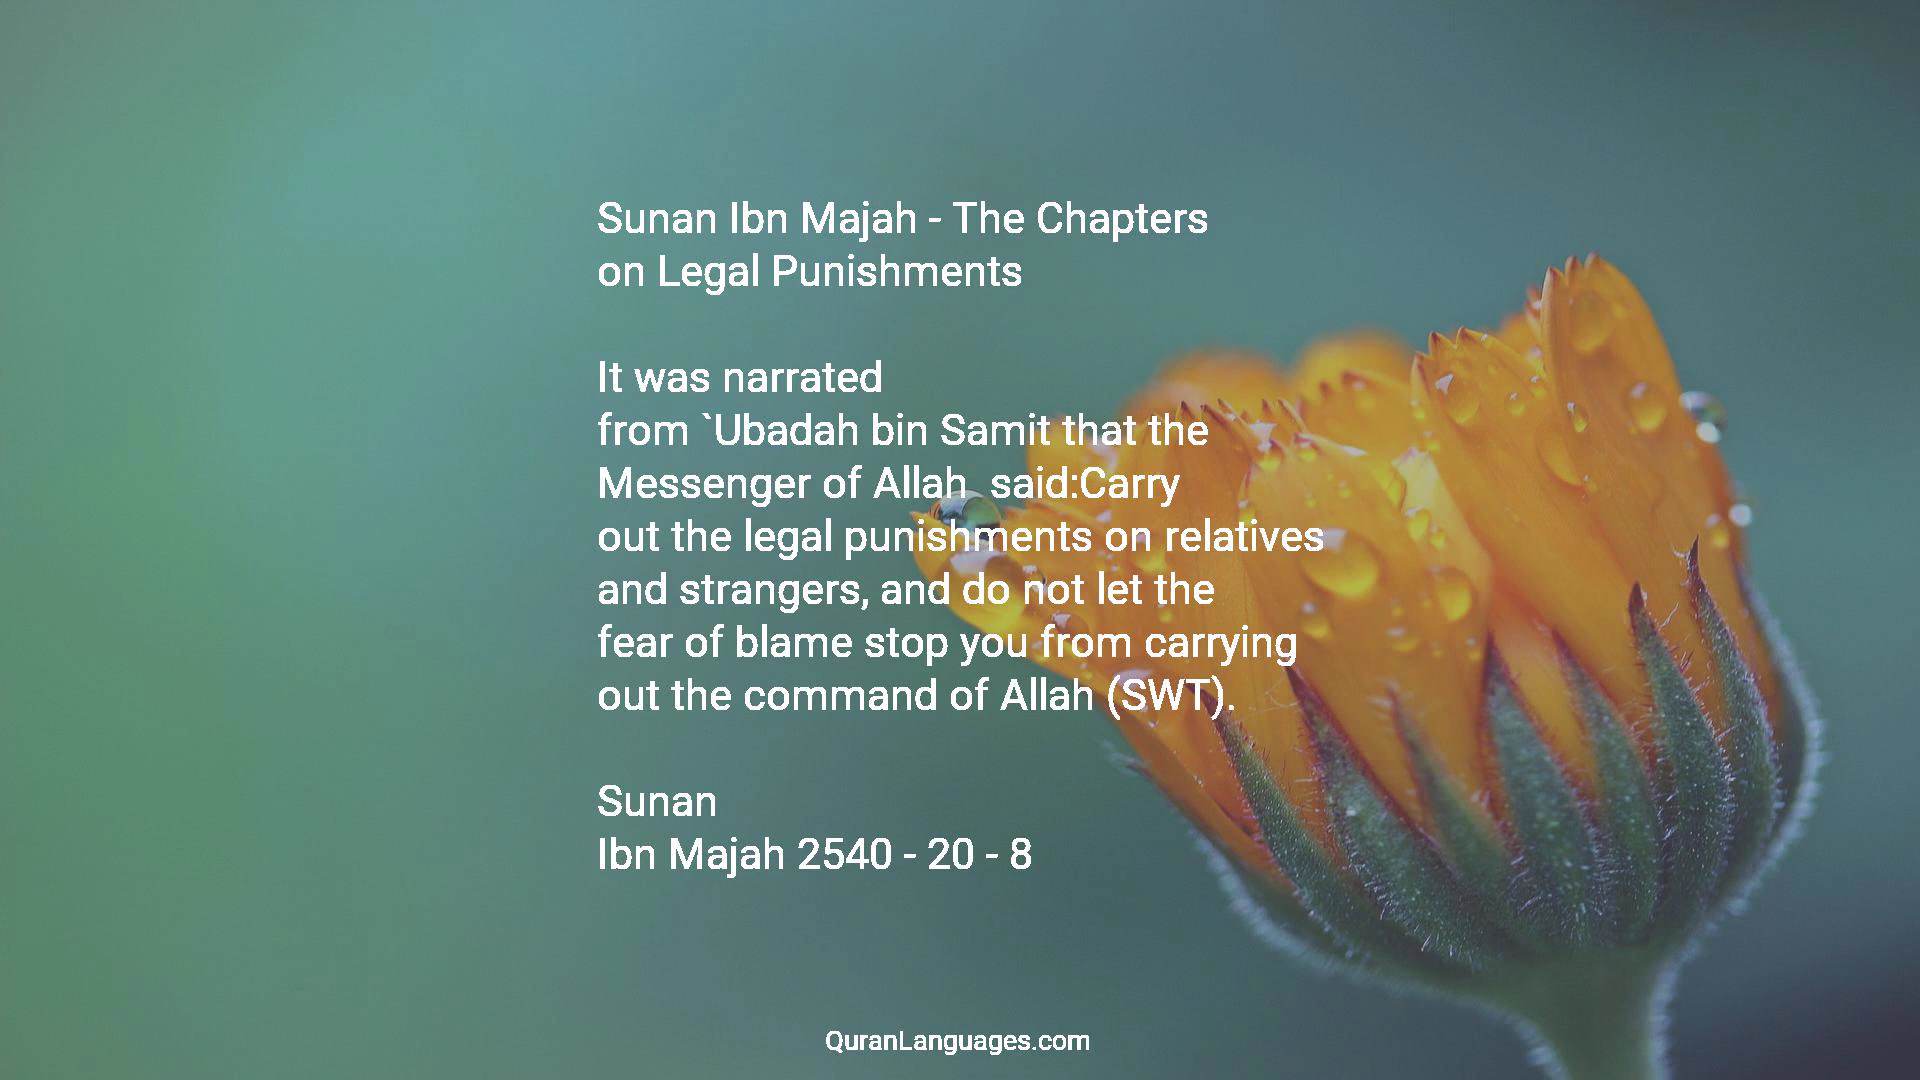 Sunan Ibn Majah - The Chapters
on Legal Punishments
It was narrated
from `Ubadah bin Samit that the
Messenger of Allah  said:Carry
out the legal punishments on relatives
and strangers, and do not let the
fear of blame stop you from carrying
out the command of Allah (SWT).
Sunan
Ibn Majah 2540 - 20 - 8
QuranLanguages.com